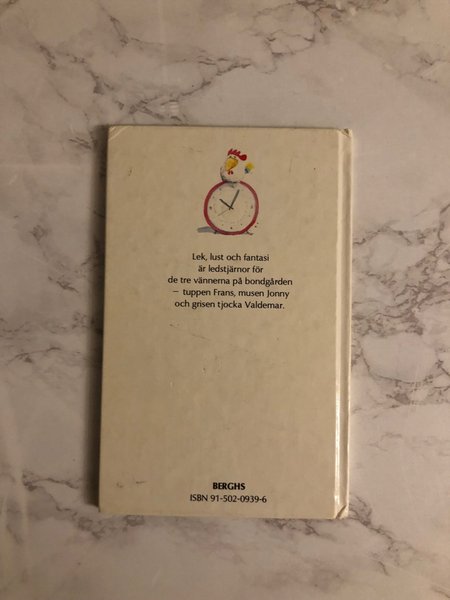 Lek, lust och fantasi
är ledstjärnor för
de tre vännerna på bondgården
– tuppen Frans, musen Jonny
och grisen tjocka Valdemar.
BERGHS
ISBN 91-502-0939-6